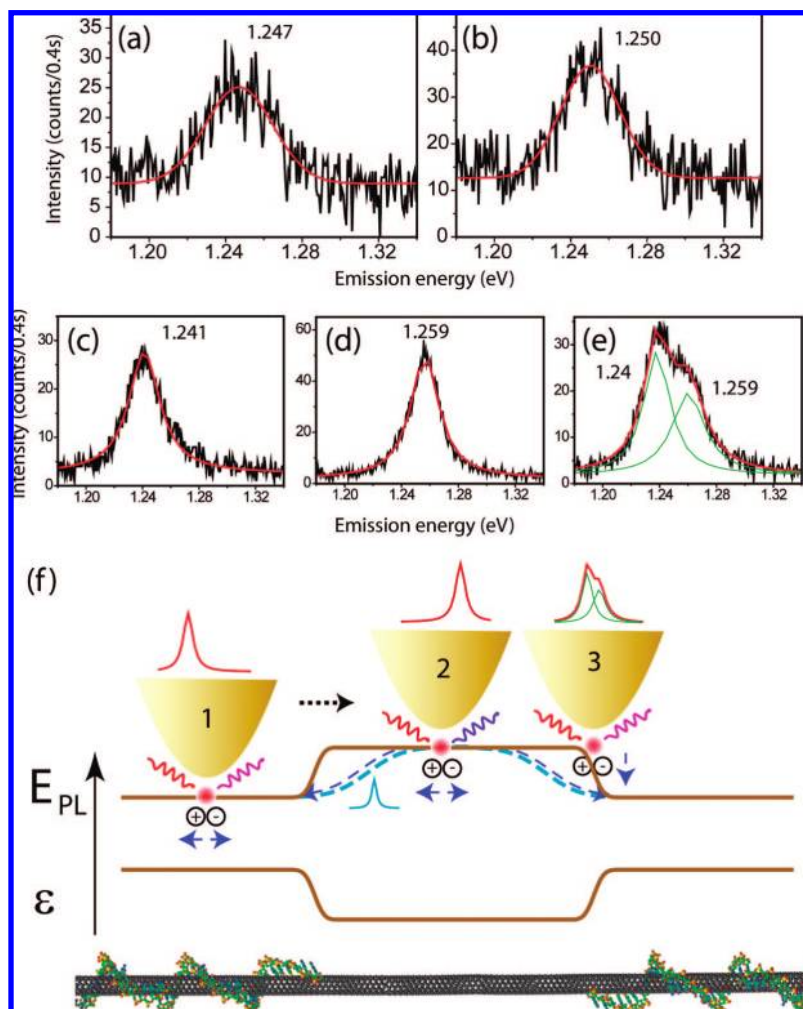 (a) 1.247
(b) 1.250
Intensity (counts/0.4s)
35
30
25
20
15
10
5
0
40
30
20
10
0
1.20 1.24 1.28 1.32
1.20 1.24 1.28 1.32
Emission energy (eV)
(c) 1.241
(d) 1.259
(e)
1.24
1.259
Intensity (counts/0.4s)
30
20
10
0
60
40
20
0
30
20
10
0
1.20 1.24 1.28 1.32
1.20 1.24 1.28 1.32
1.20 1.24 1.28 1.32
Emission energy (eV)
(f)
1
2
3
+ -
+ -
+ -
EPL
ε